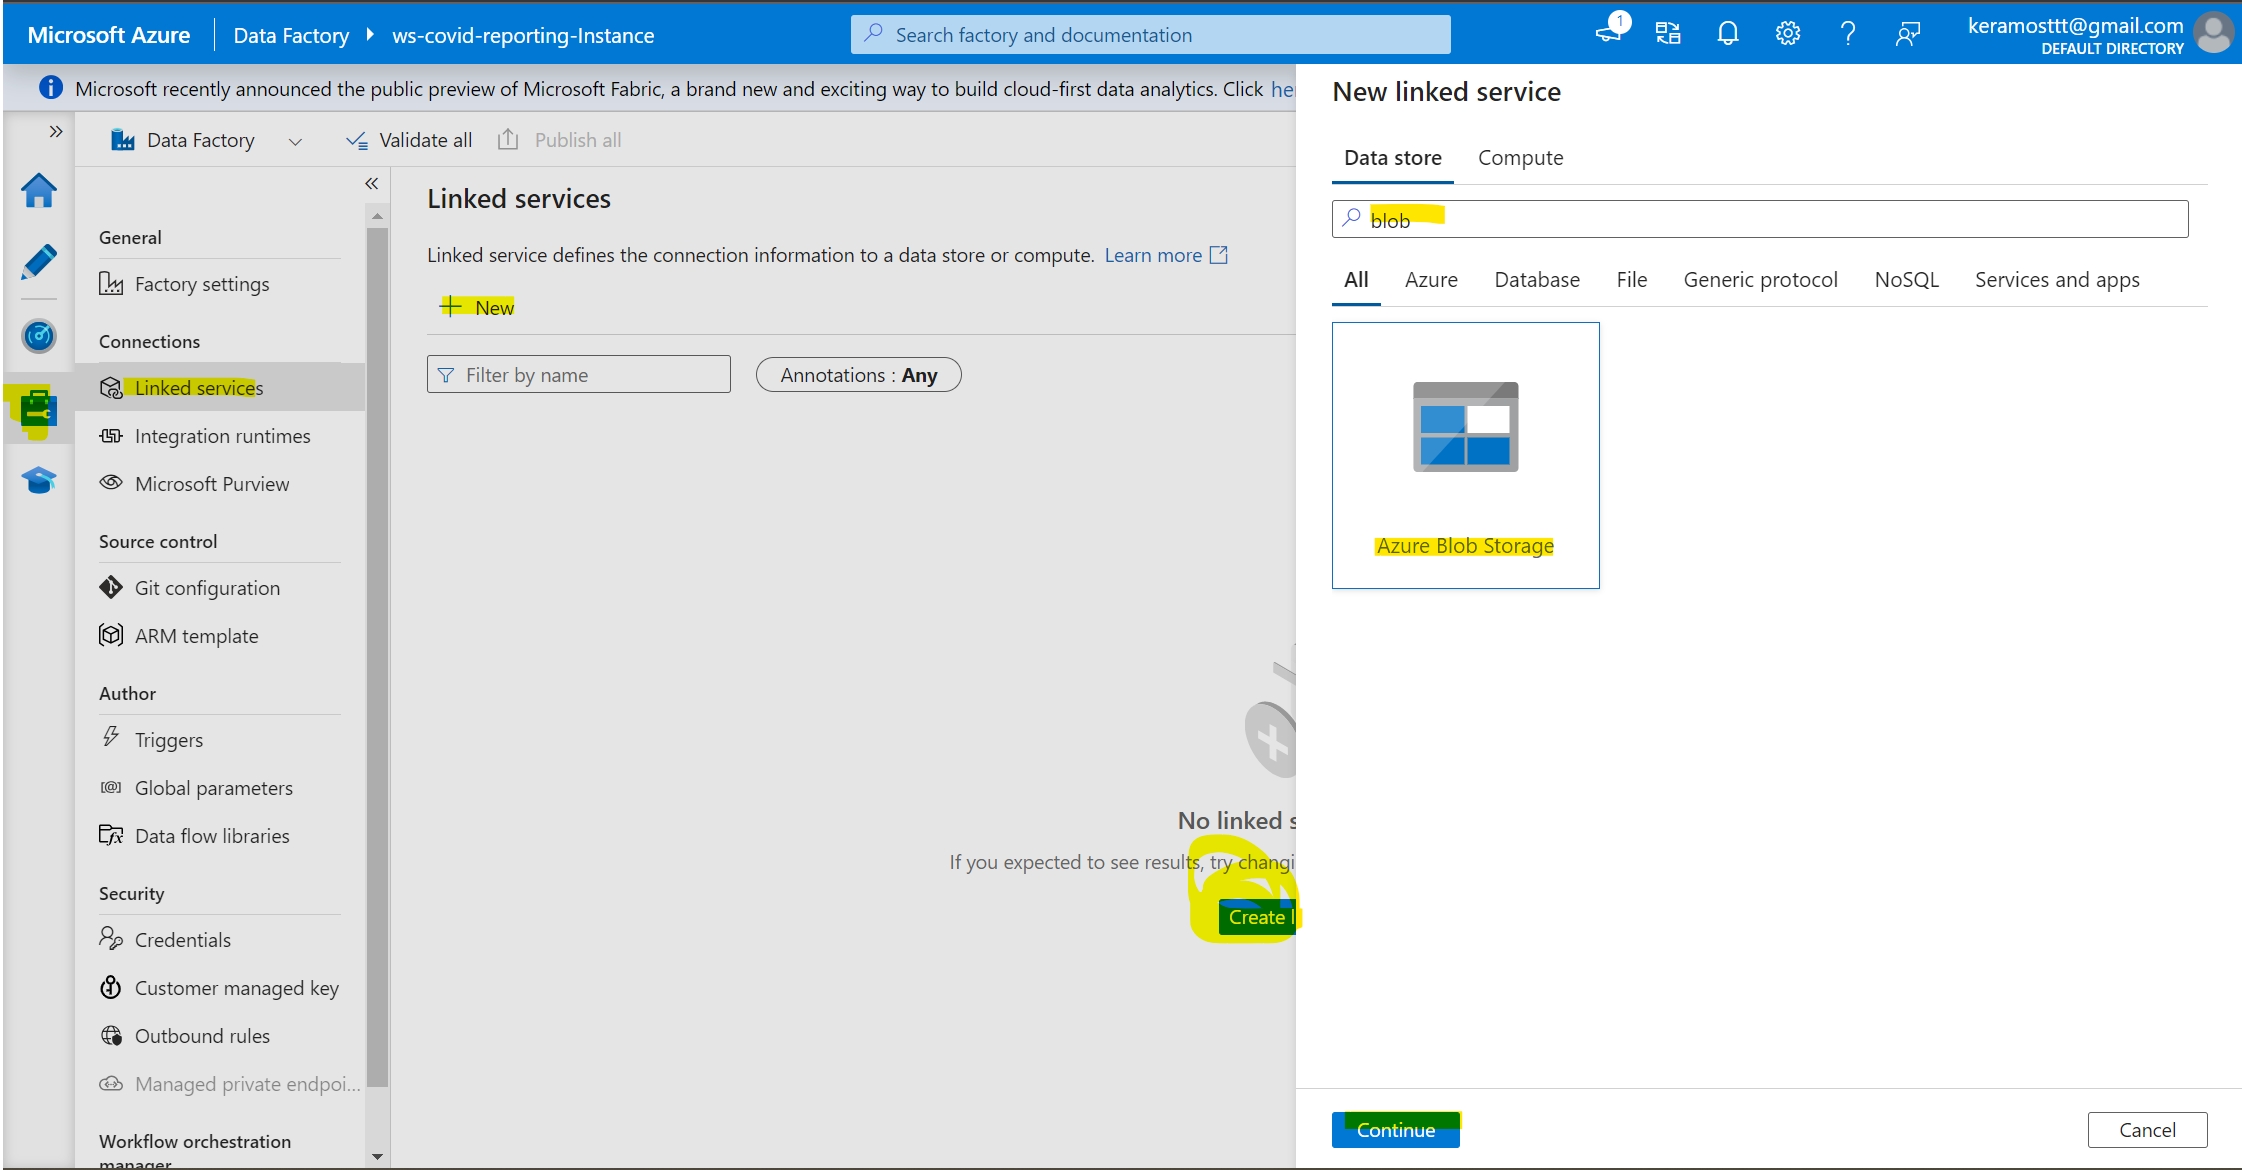 Microsoft Azure
Data Factory
ws-covid-reporting-Instance
Search factory and documentation
1
keramosttt@gmail.com
DEFAULT DIRECTORY
Microsoft recently announced the public preview of Microsoft Fabric, a brand new and exciting way to build cloud-first data analytics. Click
Data Factory
Validate all
Publish all
General
Factory settings
Connections
Linked services
Integration runtimes
Microsoft Purview
Source control
Git configuration
ARM template
Author
Triggers
Global parameters
Data flow libraries
Security
Credentials
Customer managed key
Outbound rules
Managed private endpoi...
Workflow orchestration
manager
Linked services
Linked service defines the connection information to a data store or compute. Learn more
New
Filter by name
Annotations : Any
No linked
If you expected to see results, try changi
Create
New linked service
Data store
Compute
blob
All
Azure
Database
File
Generic protocol
NoSQL
Services and apps
Azure Blob Storage
Continue
Cancel